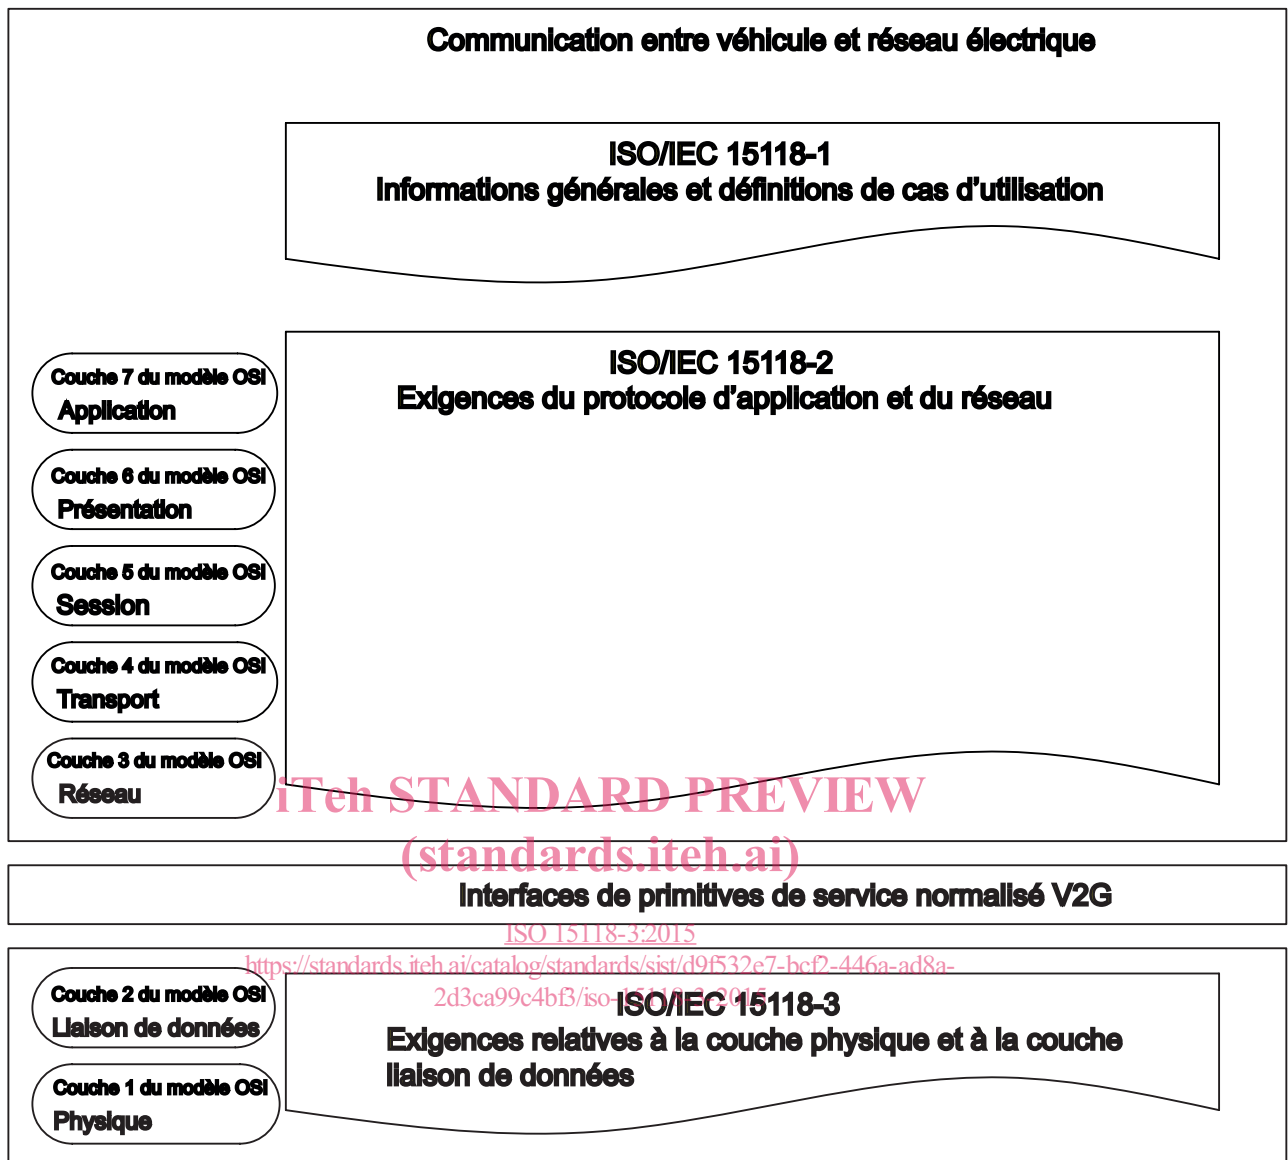 Communication entre véhicule et réseau électrique
ISO/IEC 15118-1
Informations générales et définitions de cas d'utilisation
ISO/IEC 15118-2
Exigences du protocole d'application et du réseau
Couche 7 du modèle OSI
Application
Couche 6 du modèle OSI
Présentation
Couche 5 du modèle OSI
Session
Couche 4 du modèle OSI
Transport
Couche 3 du modèle OSI
Réseau
iTeh STANDARD PREVIEW
(standards.iteh.ai)
Interfaces de primitives de service normalisé V2G
ISO 15118-3:2015
https://standards.iteh.ai/catalog/standards/sist/d9f532e7-bcf2-446a-ad8a-
2d3ca99c4bf3/iso-15118-3-2015
Couche 2 du modèle OSI
Liaison de données
ISO/IEC 15118-3
Exigences relatives à la couche physique et à la couche
liaison de données
Couche 1 du modèle OSI
Physique